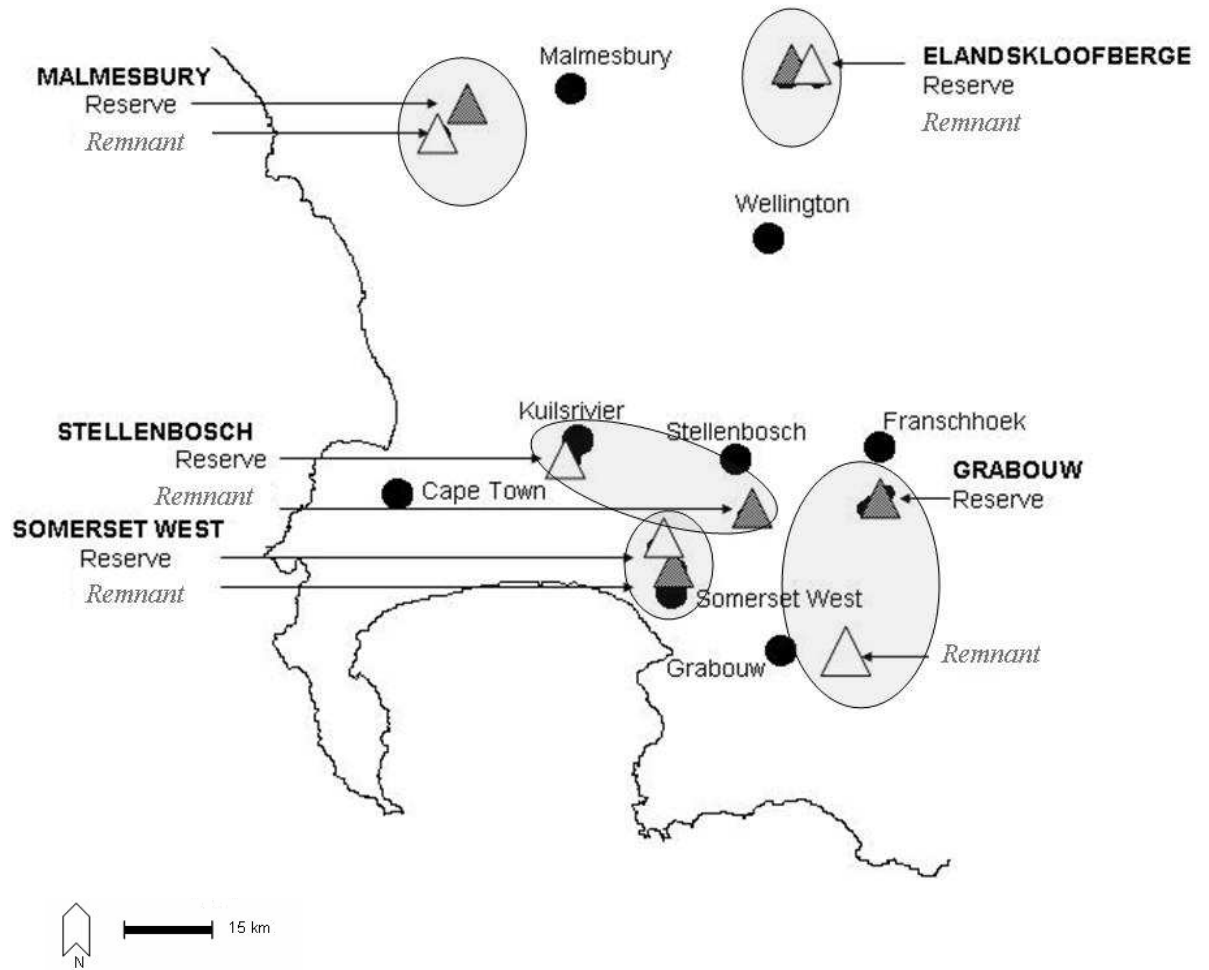 Malmesbury
MALMESBURY
Reserve
Remnant
ELANDSKLOOFBERGE
Reserve
Remnant
Wellington
Kuilsrivier
Stellenbosch
Franschhoek
STELLENBOSCH
Reserve
Remnant
Cape Town
GRABOUW
Reserve
SOMERSET WEST
Reserve
Remnant
Somerset West
Grabouw
Remnant
15 km
N